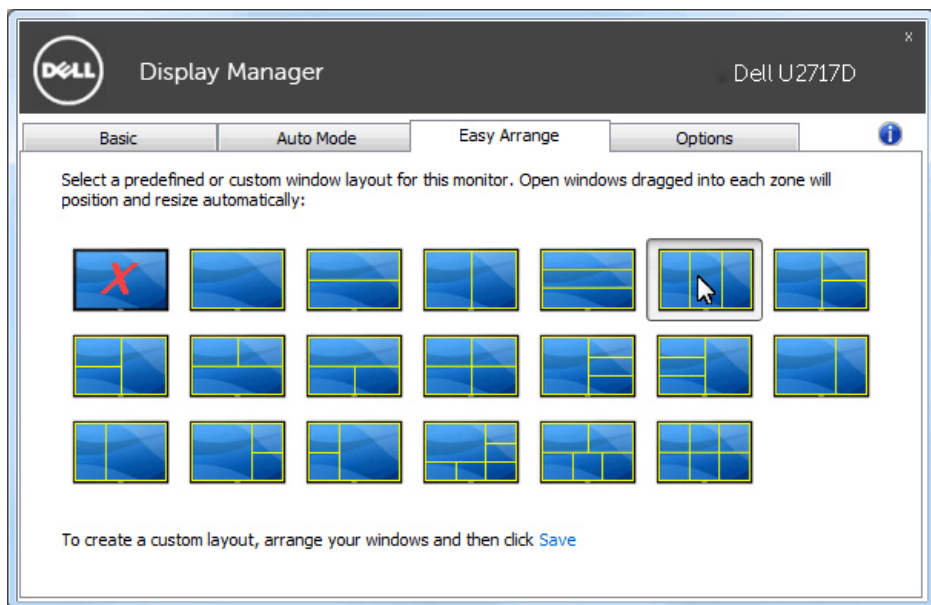 x
DELL
Display Manager
Dell U2717D
Basic
Auto Mode
Easy Arrange
Options
Select a predefined or custom window layout for this monitor. Open windows dragged into each zone will
position and resize automatically:
To create a custom layout, arrange your windows and then click Save